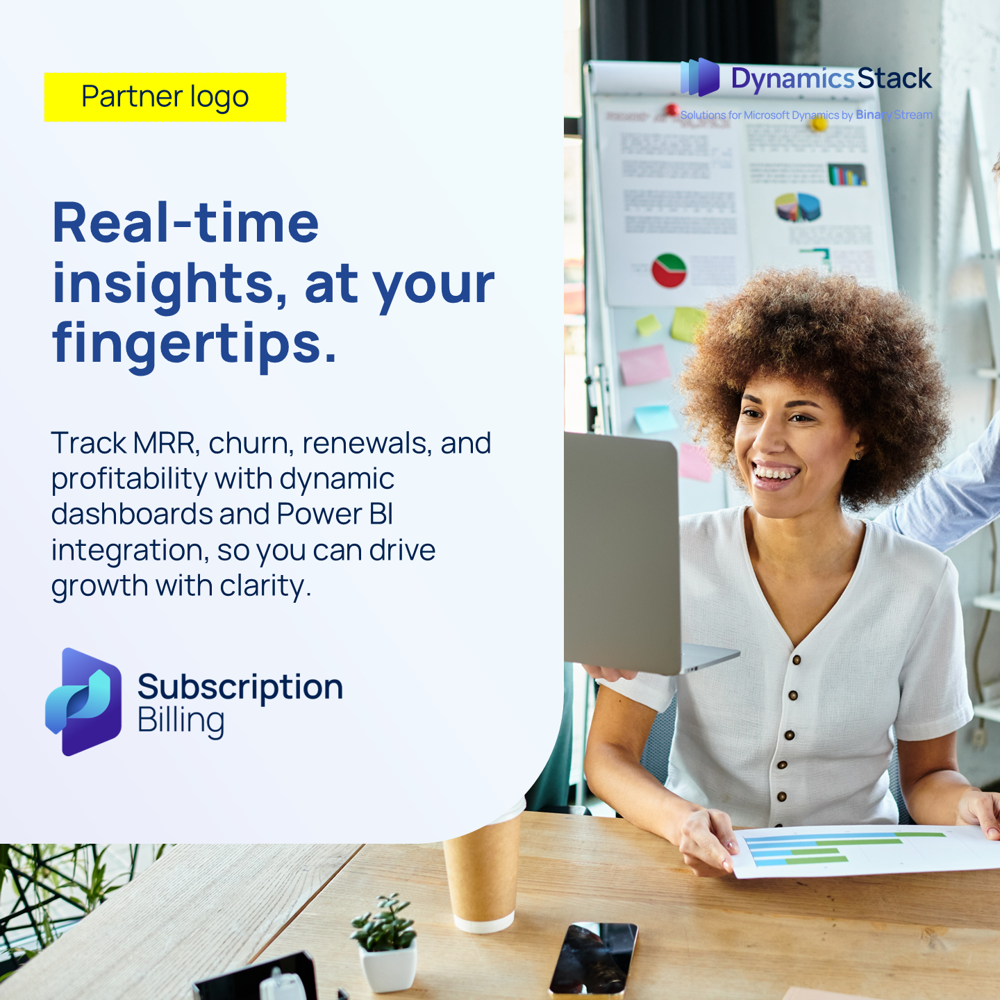 Partner logo
DynamicsStack
Solutions for Microsoft Dynamics by BinaryStream
Real-time
insights, at your
fingertips.
Track MRR, churn, renewals, and
profitability with dynamic
dashboards and Power BI
integration, so you can drive
growth with clarity.
Subscription
Billing